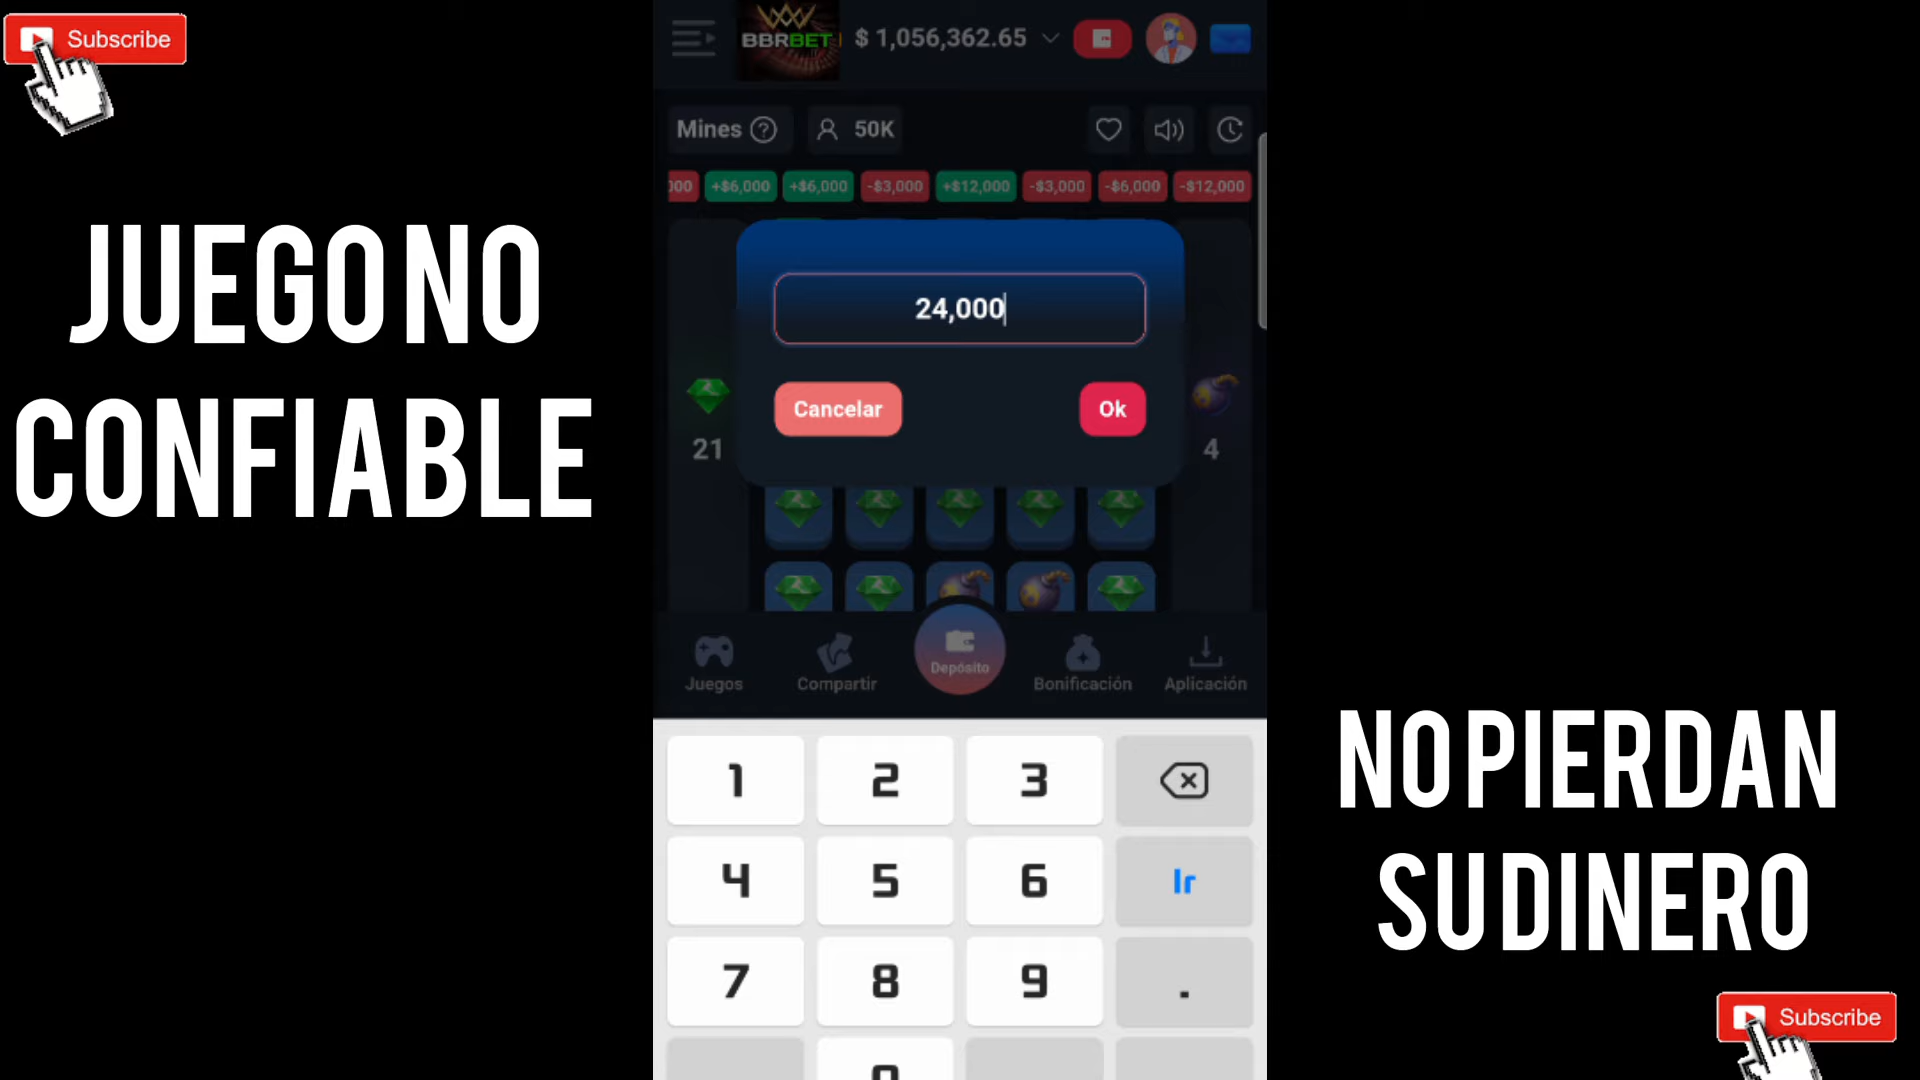 Subscribe
JUEGO NO
CONFIABLE
BBRBET
$ 1,056,362.65
Mines
50K
+$6,000 +$6,000 -$3,000 +$12,000 -$3,000 -$6,000 -$12,000
24,000
Cancelar Ok
21
4
Juegos Compartir Depósito Bonificación Aplicación
1 2 3
4 5 6 Ir
7 8 9 .
NO PIERDAN
SU DINERO
Subscribe